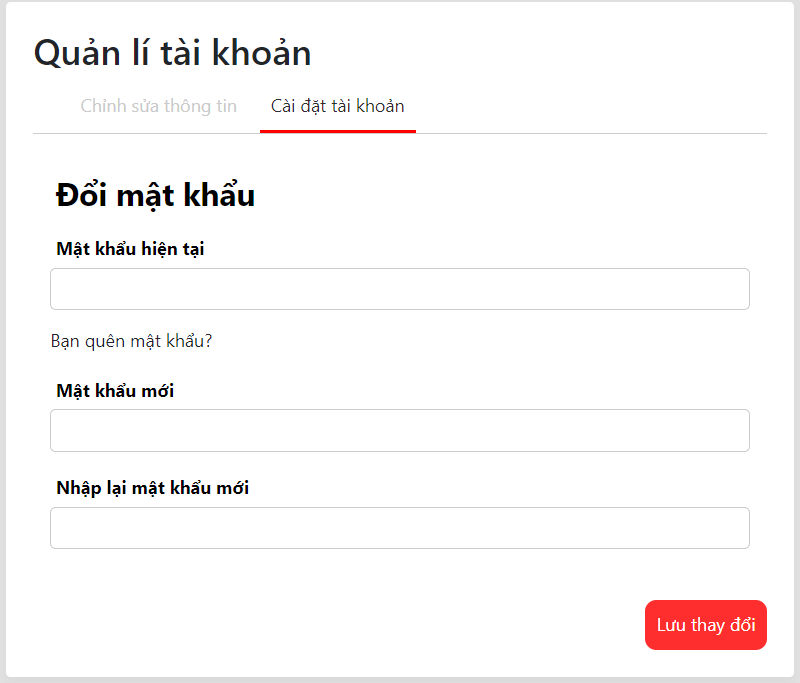 Quản lí tài khoản
Chỉnh sửa thông tin Cài đặt tài khoản
Đổi mật khẩu
Mật khẩu hiện tại
Bạn quên mật khẩu?
Mật khẩu mới
Nhập lại mật khẩu mới
Lưu thay đổi